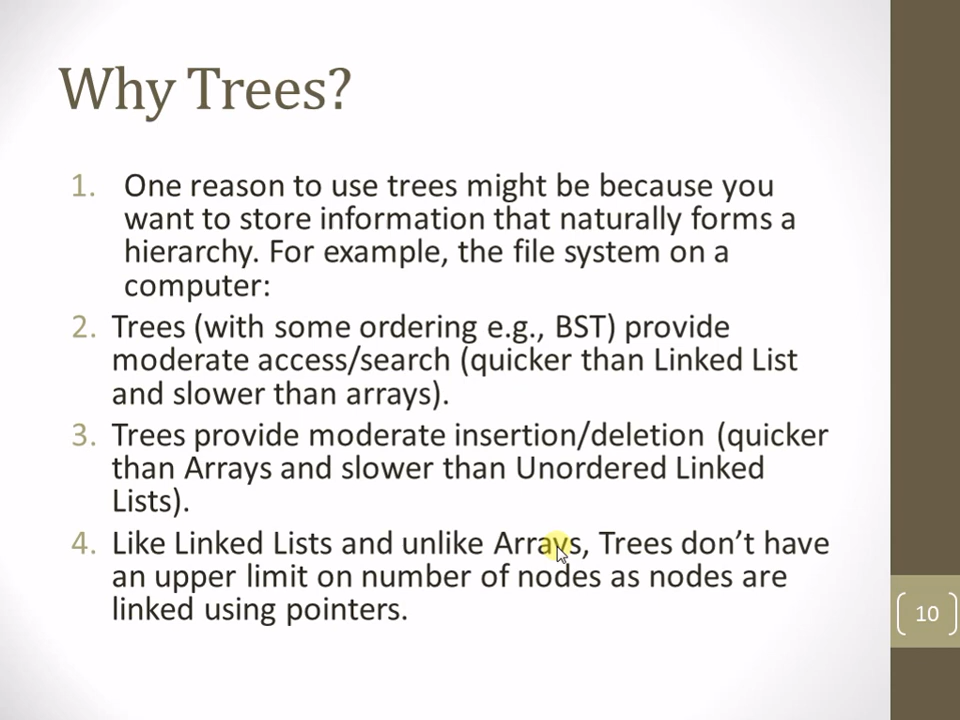 Why Trees?
1. One reason to use trees might be because you
want to store information that naturally forms a
hierarchy. For example, the file system on a
computer:
2. Trees (with some ordering e.g., BST) provide
moderate access/search (quicker than Linked List
and slower than arrays).
3. Trees provide moderate insertion/deletion (quicker
than Arrays and slower than Unordered Linked
Lists).
4. Like Linked Lists and unlike Arrays, Trees don’t have
an upper limit on number of nodes as nodes are
linked using pointers.
10